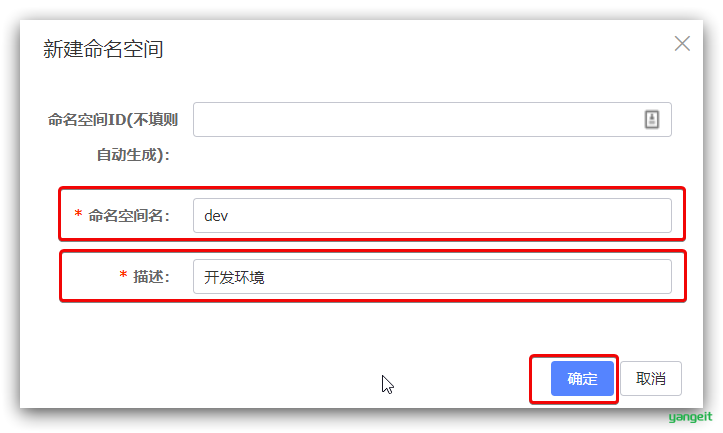 新建命名空间
命名空间ID(不填则
自动生成):
* 命名空间名: dev
* 描述: 开发环境
确定 取消
yangeit